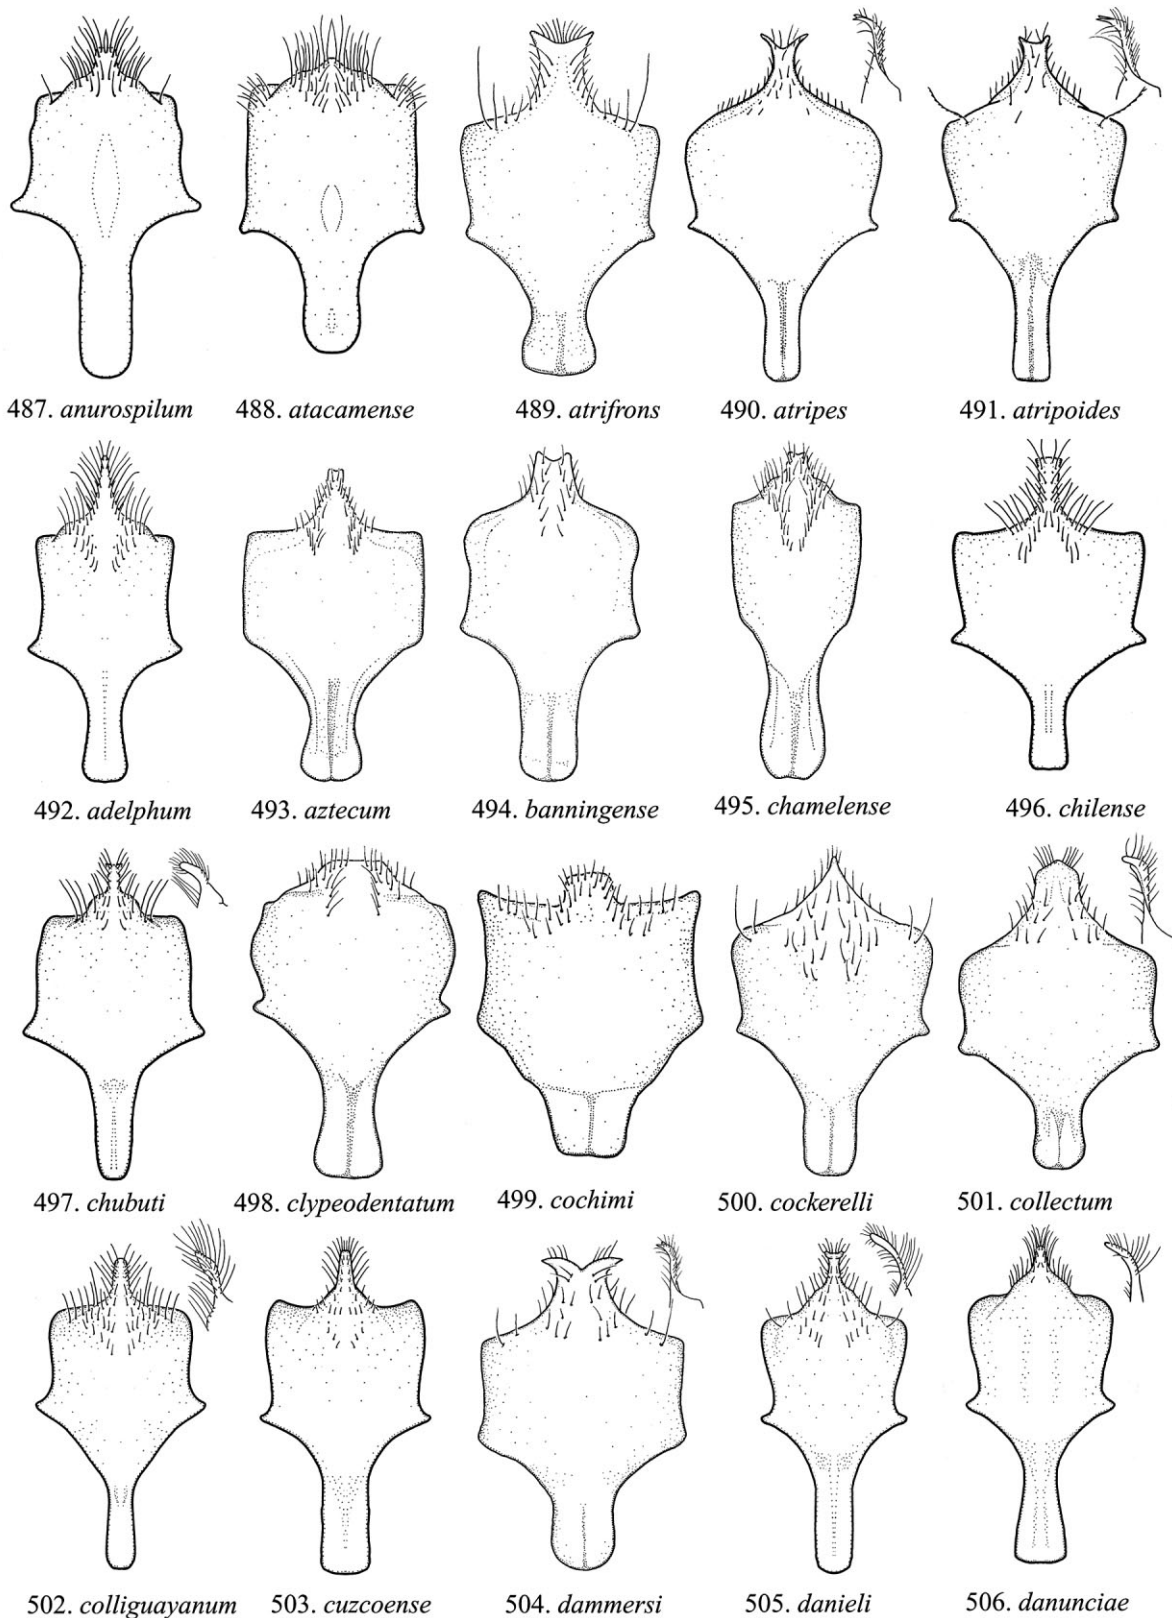 487. anurospilum 488. atacamense 489. atrifrons 490. atripes 491. atripoides
492. adelphum 493. aztecum 494. banningense 495. chamelense 496. chilense
497. chubuti 498. clypeodentatum 499. cochimi 500. cockerelli 501. collectum
502. colliguayanum 503. cuzcoense 504. dammersi 505. danieli 506. danunciae